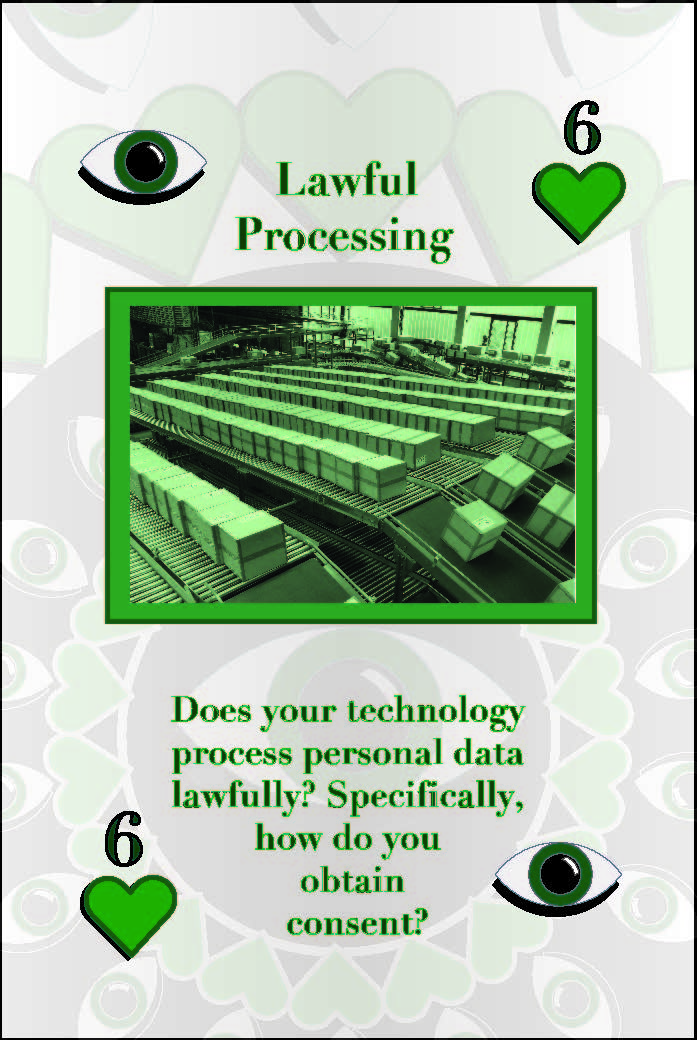 6
Lawful
Processing
Does your technology
process personal data
lawfully? Specifically,
how do you
obtain
consent?
6